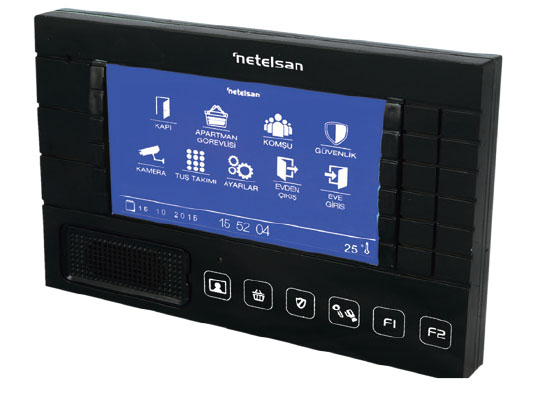 netelsan
netelsan
KAPI
APARTMAN
GÖREVLİSİ
KOMŞU
GÜVENLİK
KAMERA
TUŞ TAKIMI
AYARLAR
EVDEN
ÇIKIŞ
EVE
GİRİŞ
16 10 2015
15 52 04
25 °
F1
F2